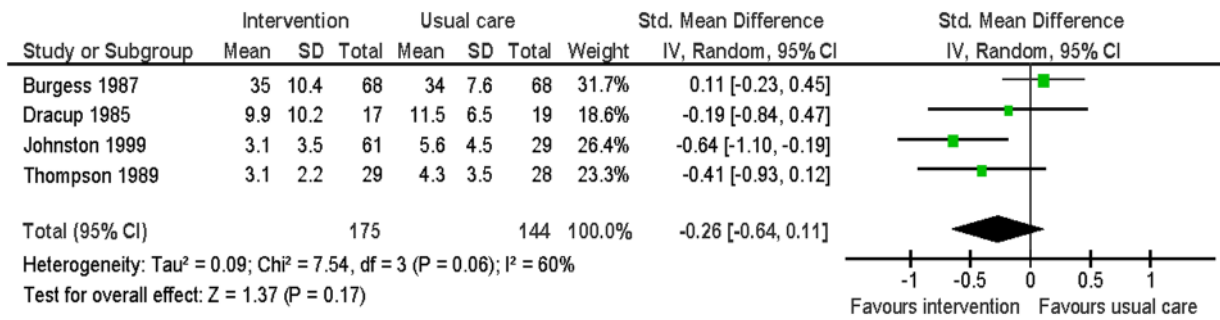 Intervention Usual care Std. Mean Difference Std. Mean Difference
Study or Subgroup Mean SD Total Mean SD Total Weight IV, Random, 95% CI IV, Random, 95% CI
Burgess 1987 35 10.4 68 34 7.6 68 31.7% 0.11 [-0.23, 0.45]
Dracup 1985 9.9 10.2 17 11.5 6.5 19 18.6% -0.19 [-0.84, 0.47]
Johnston 1999 3.1 3.5 61 5.6 4.5 29 26.4% -0.64 [-1.10, -0.19]
Thompson 1989 3.1 2.2 29 4.3 3.5 28 23.3% -0.41 [-0.93, 0.12]
Total (95% CI) 175 144 100.0% -0.26 [-0.64, 0.11]
Heterogeneity: Tau² = 0.09; Chi² = 7.54, df = 3 (P = 0.06); I² = 60%
Test for overall effect: Z = 1.37 (P = 0.17)
-1 -0.5 0 0.5 1
Favours intervention Favours usual care